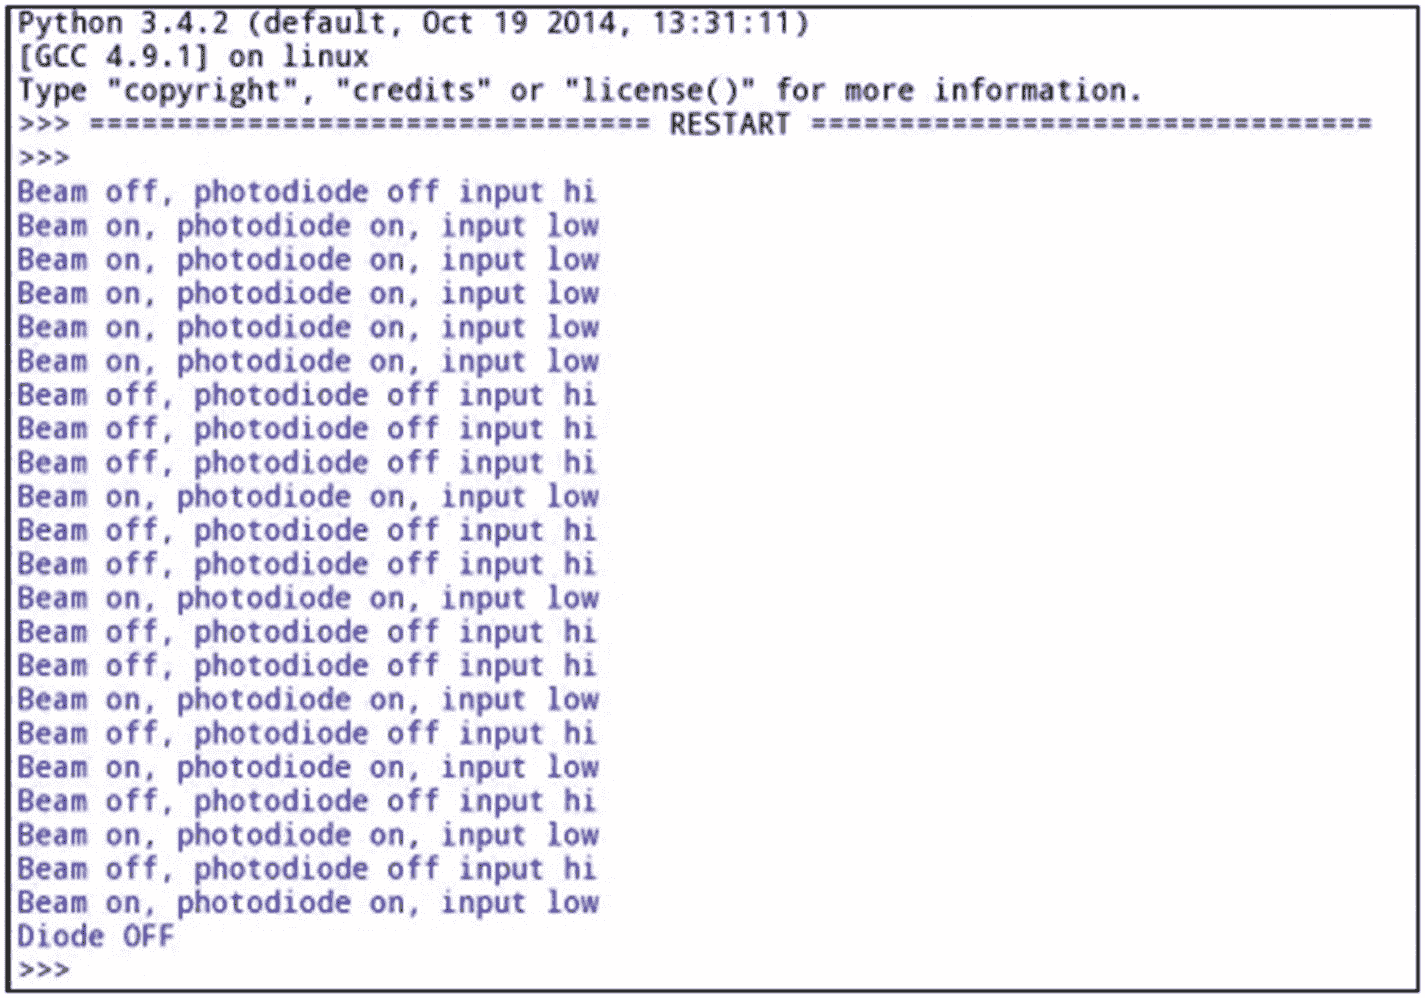 Python 3.4.2 (default, Oct 19 2014, 13:31:11)
[GCC 4.9.1] on linux
Type "copyright", "credits" or "license()" for more information.
>>> ================================ RESTART ================================
>>>
Beam off, photodiode off input hi
Beam on, photodiode on, input low
Beam on, photodiode on, input low
Beam on, photodiode on, input low
Beam on, photodiode on, input low
Beam on, photodiode on, input low
Beam off, photodiode off input hi
Beam off, photodiode off input hi
Beam off, photodiode off input hi
Beam on, photodiode on, input low
Beam off, photodiode off input hi
Beam off, photodiode off input hi
Beam on, photodiode on, input low
Beam off, photodiode off input hi
Beam off, photodiode off input hi
Beam on, photodiode on, input low
Beam off, photodiode off input hi
Beam on, photodiode on, input low
Beam off, photodiode off input hi
Beam on, photodiode on, input low
Beam off, photodiode off input hi
Beam on, photodiode on, input low
Diode OFF
>>>